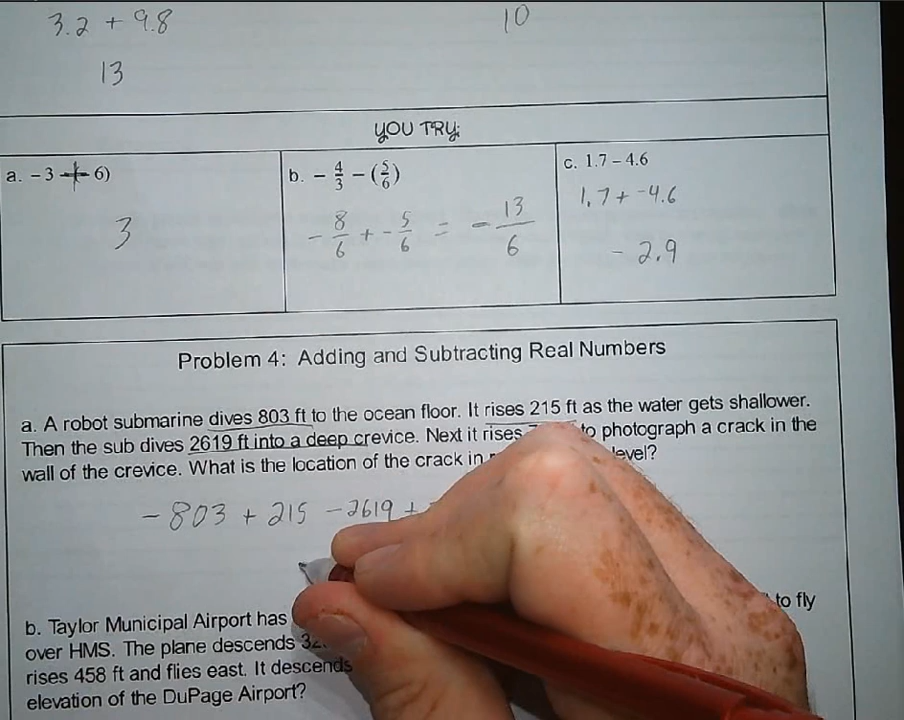 3.2 + 9.8
10
13
YOU TRY:
a. -3 + 6)
3
b. - 4/3 - (5/6)
- 8/6 + - 5/6 = - 13/6
c. 1.7 – 4.6
1.7 + -4.6
- 2.9
Problem 4: Adding and Subtracting Real Numbers
a. A robot submarine dives 803 ft to the ocean floor. It rises 215 ft as the water gets shallower.
Then the sub dives 2619 ft into a deep crevice. Next it rises to photograph a crack in the
wall of the crevice. What is the location of the crack in level?
- 803 + 215 - 2619 +
b. Taylor Municipal Airport has to fly
over HMS. The plane descends
rises 458 ft and flies east. It descends
elevation of the DuPage Airport?